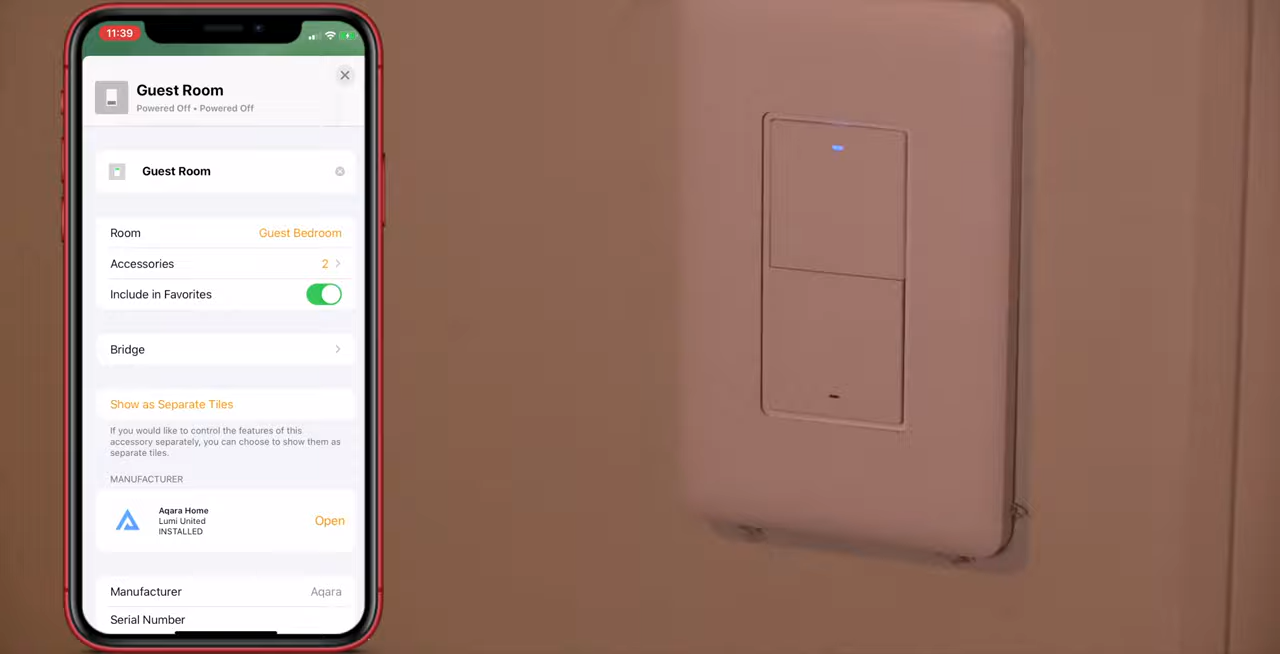 11:39
Guest Room
Powered Off • Powered Off
Guest Room
Room Guest Bedroom
Accessories 2
Include in Favorites
Bridge
Show as Separate Tiles
If you would like to control the features of this
accessory separately, you can choose to show them as
separate tiles.
MANUFACTURER
Aqara Home
Lumi United
INSTALLED
Open
Manufacturer Aqara
Serial Number